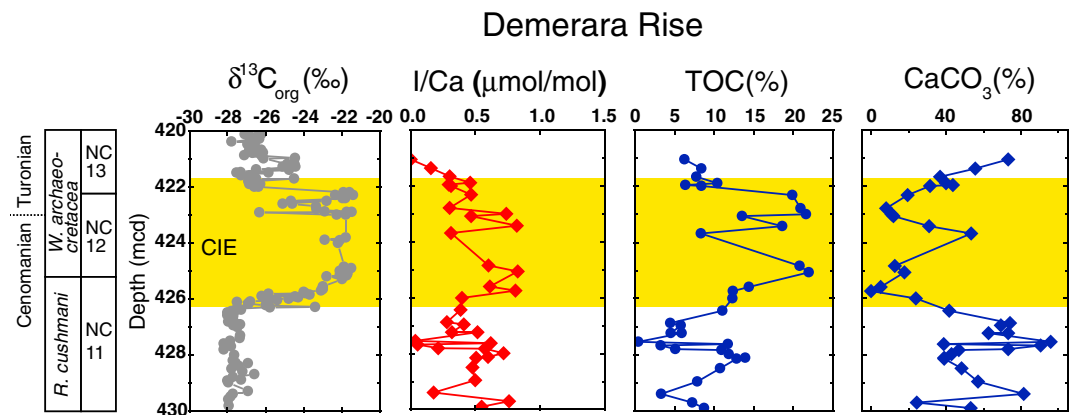 Demerara Rise
δ¹³Corg(‰)
I/Ca (μmol/mol)
TOC(%)
CaCO₃(%)
-30 -28 -26 -24 -22 -20
0.0 0.5 1.0 1.5
0 5 10 15 20 25
0 40 80
Cenomanian
Turonian
R. cushmani
W. archaeo-
cretacea
NC
13
NC
12
NC
11
Depth (mcd)
420
422
424
426
428
430
CIE